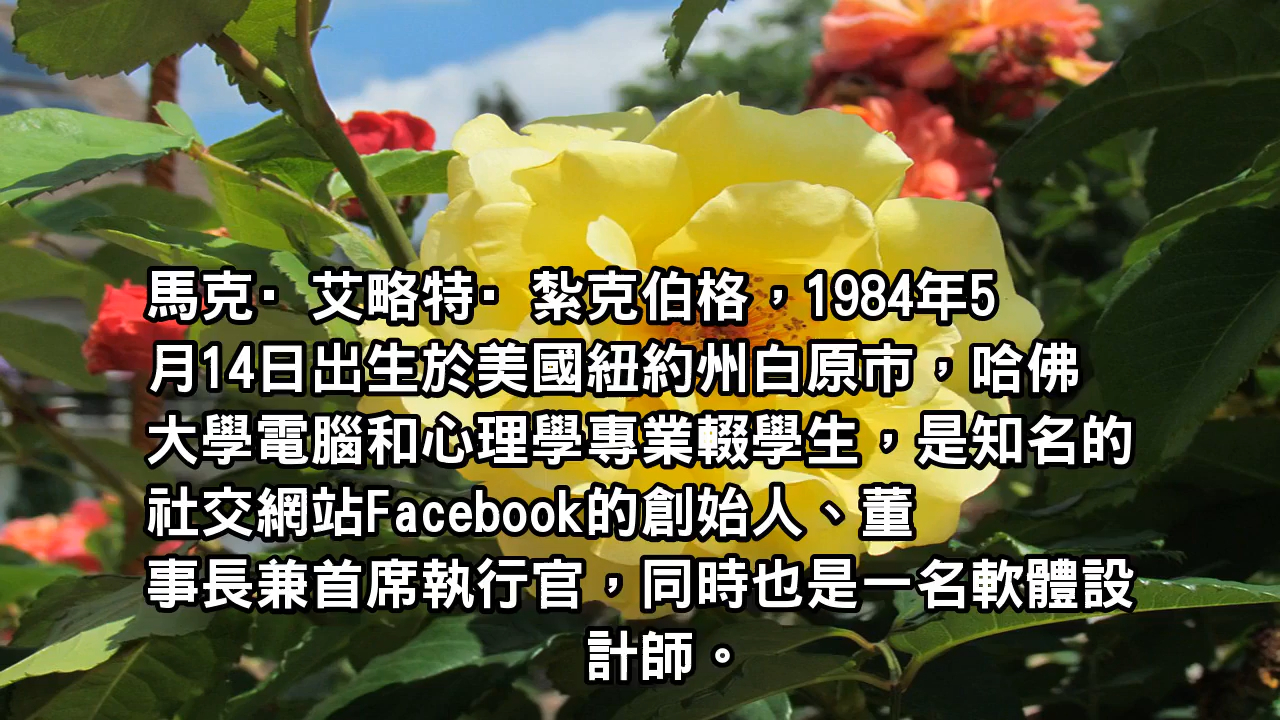 馬克· 艾略特· 紮克伯格，1984年5
月14日出生於美國紐約州白原市，哈佛
大學電腦和心理學專業輟學生，是知名的
社交網站Facebook的創始人、董
事長兼首席執行官，同時也是一名軟體設
計師。